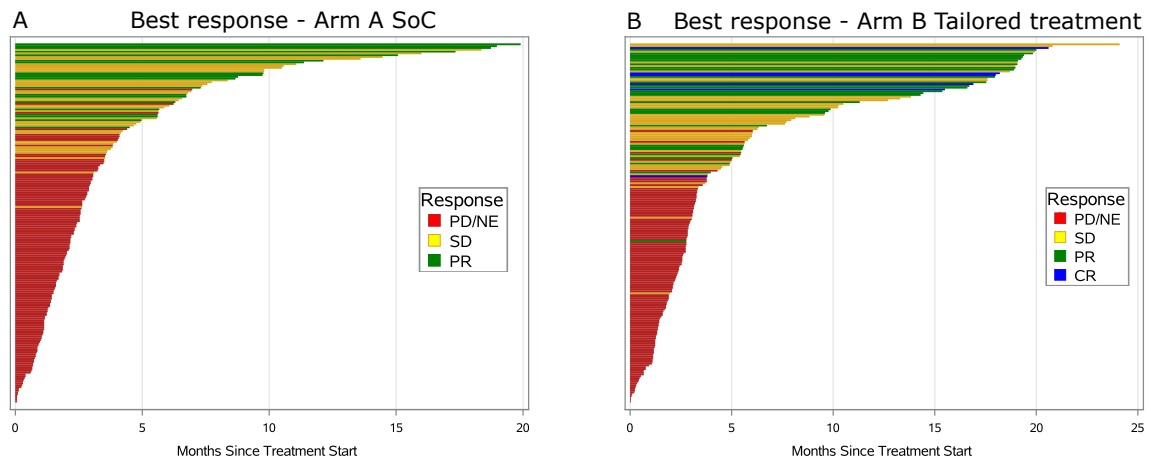 A Best response - Arm A SoC
Response
PD/NE
SD
PR
0 5 10 15 20
Months Since Treatment Start
B Best response - Arm B Tailored treatment
Response
PD/NE
SD
PR
CR
0 5 10 15 20 25
Months Since Treatment Start